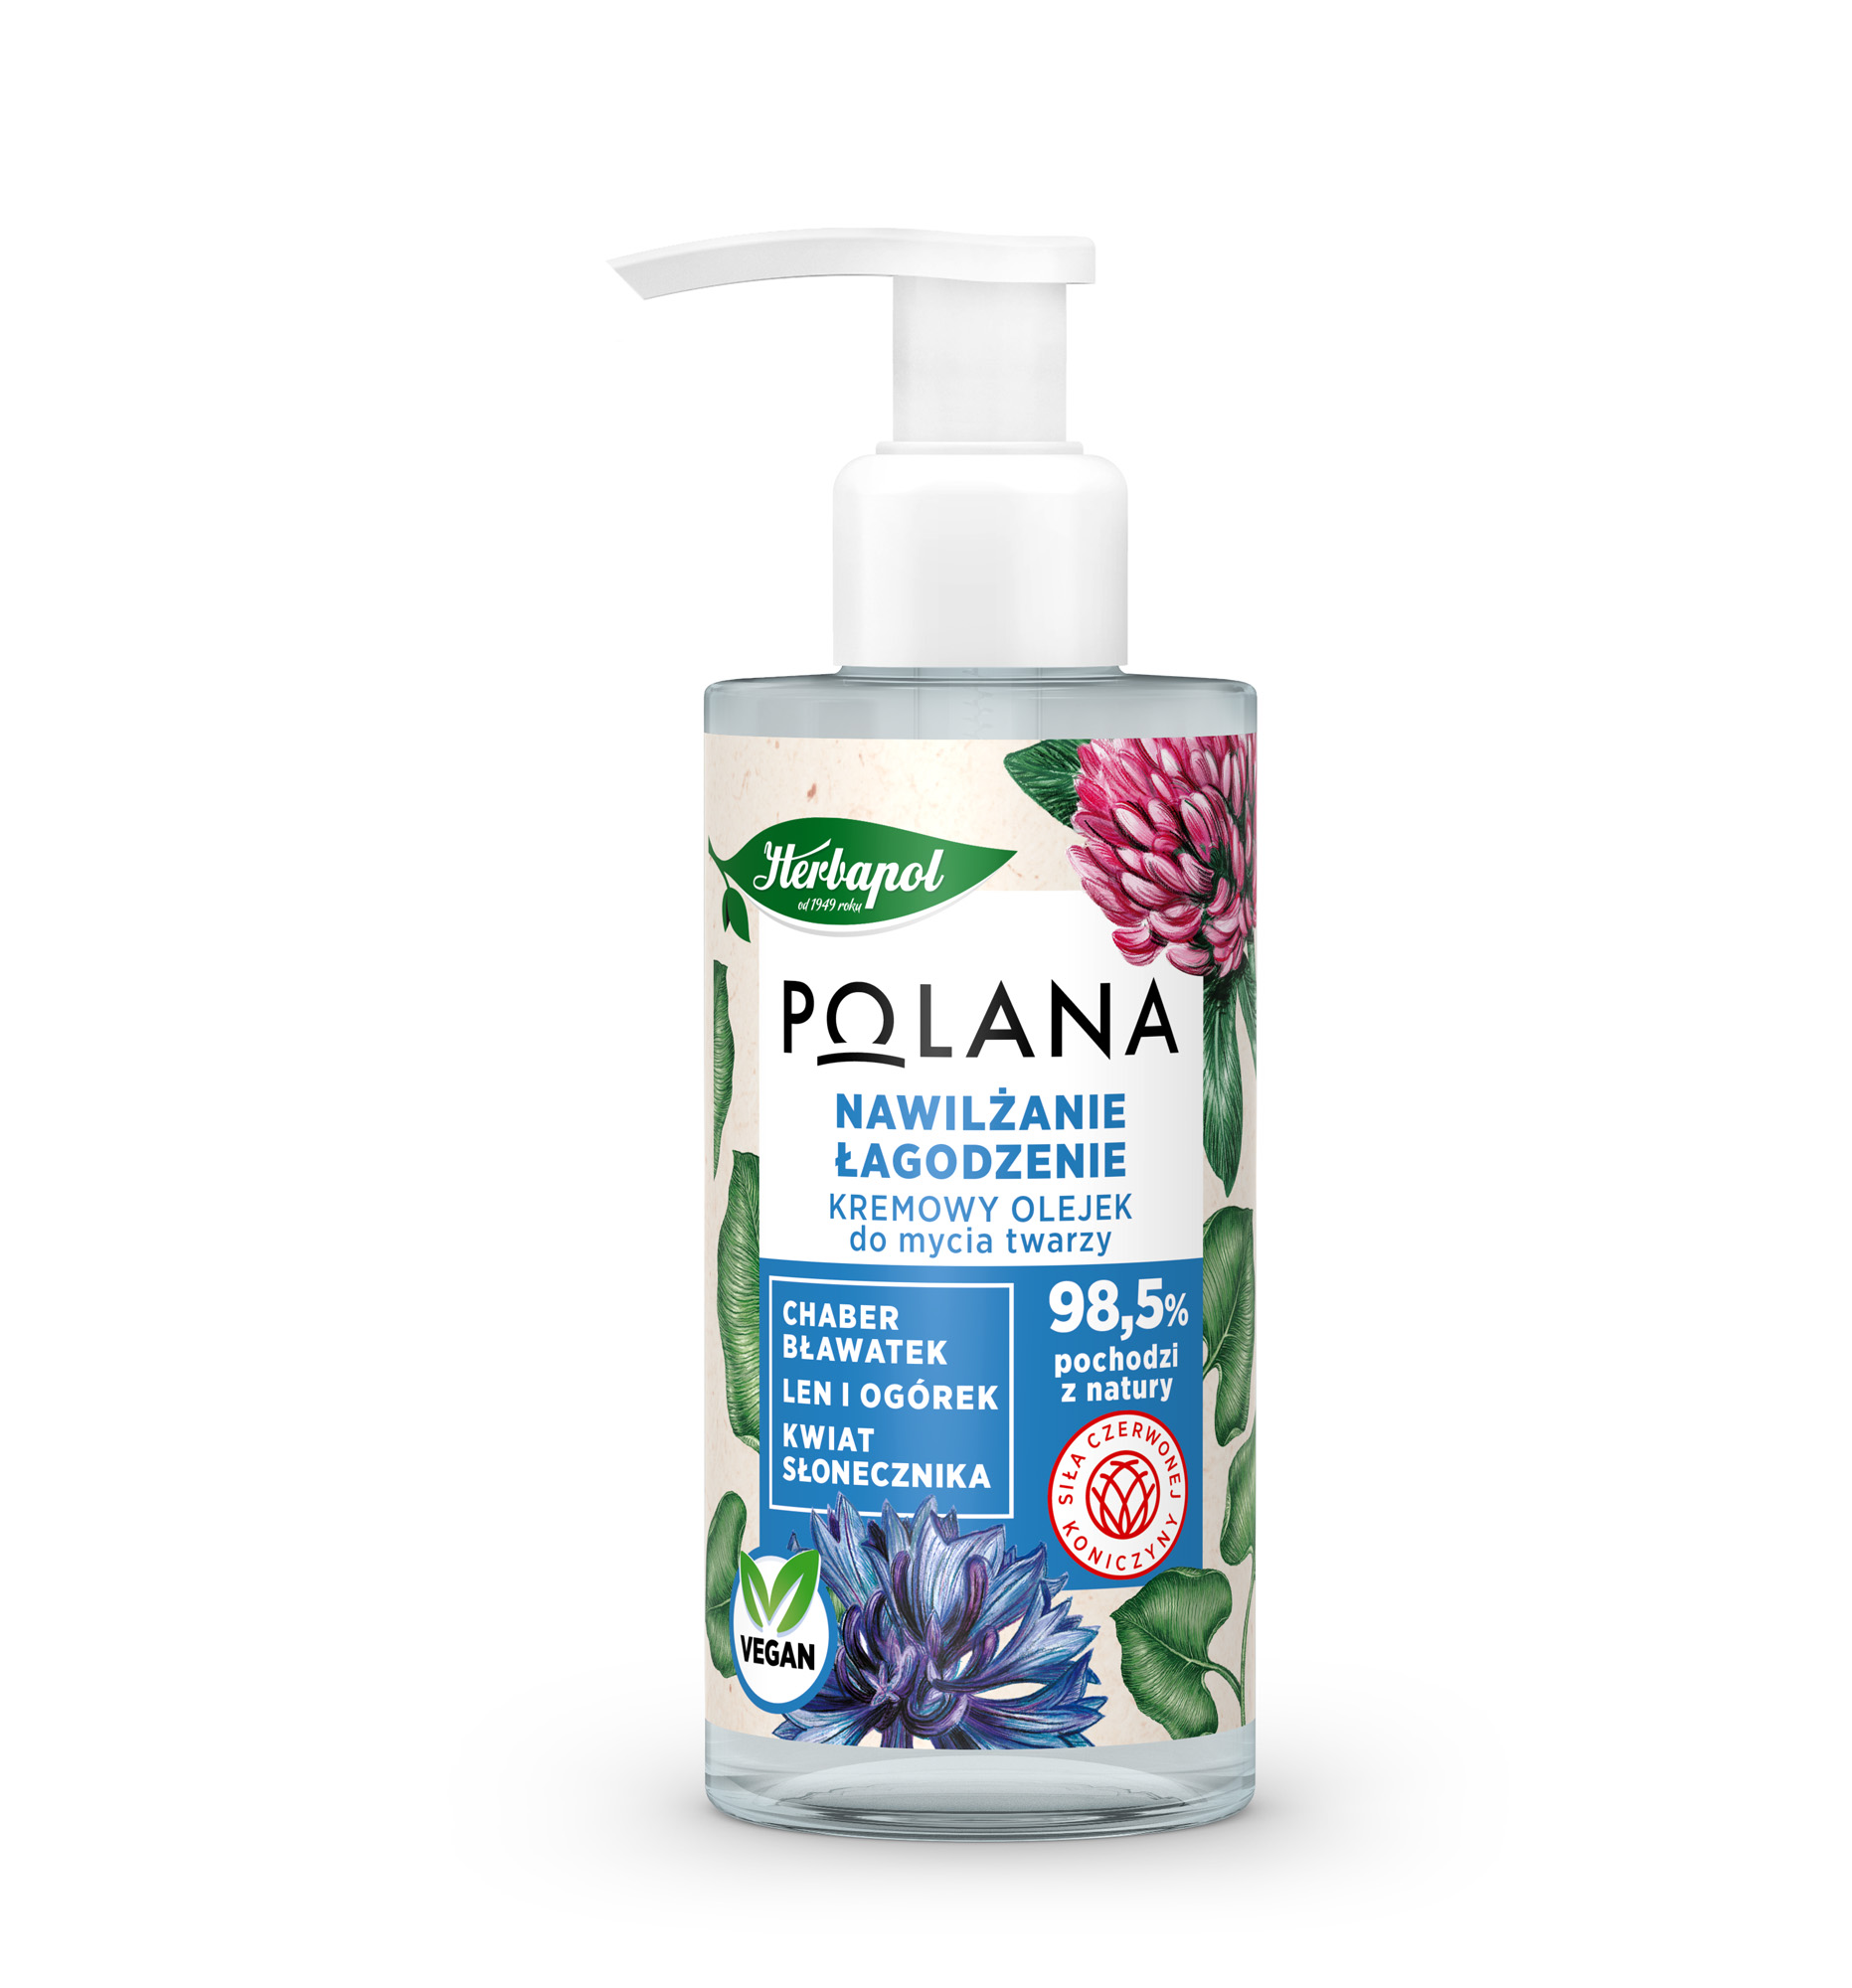 Herbapol
od 1949 roku
POLANA
NAWILŻANIE
ŁAGODZENIE
KREMOWY OLEJEK
do mycia twarzy
CHABER
BŁAWATEK
LEN I OGÓREK
KWIAT
SŁONECZNIKA
98,5%
pochodzi
z natury
SIŁA CZERWONEJ
KONICZYNY
VEGAN